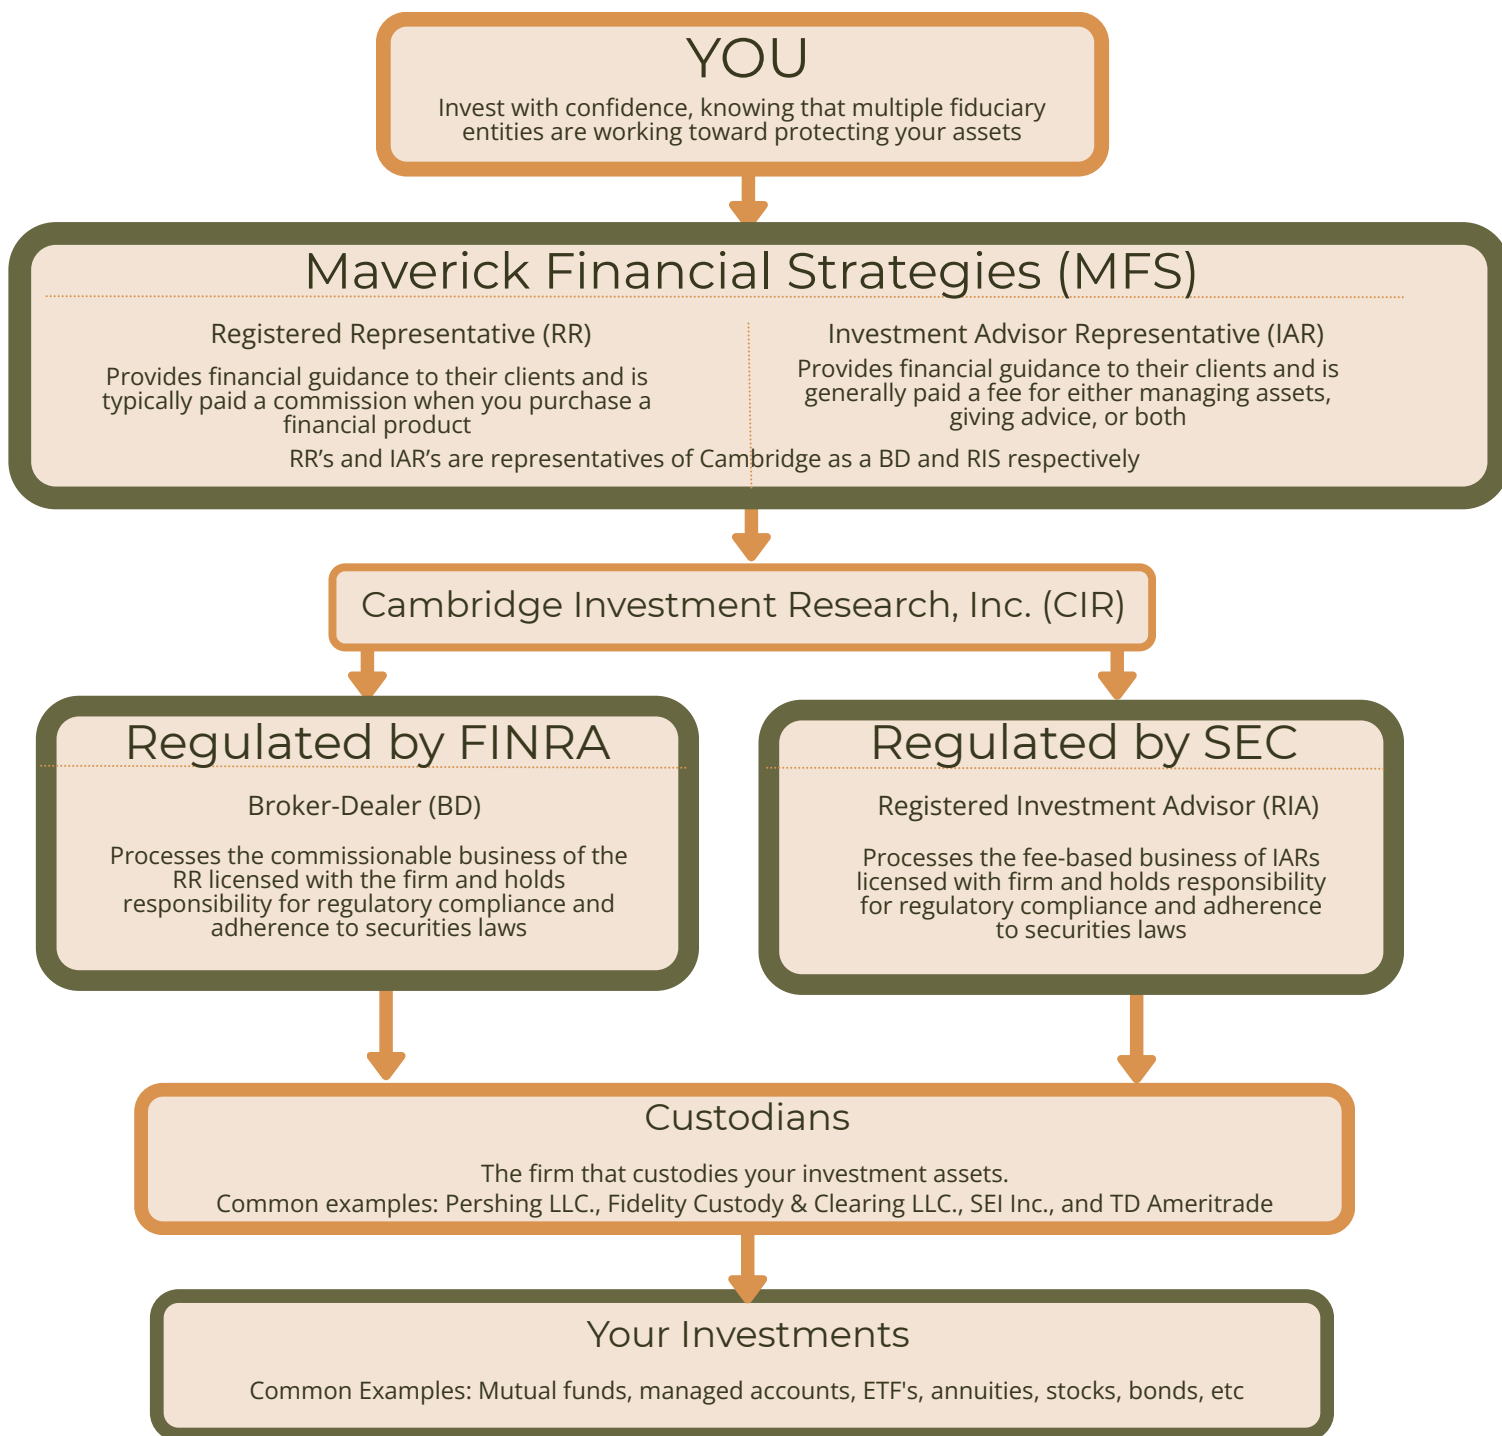 YOU
Invest with confidence, knowing that multiple fiduciary
entities are working toward protecting your assets
Maverick Financial Strategies (MFS)
Registered Representative (RR)
Provides financial guidance to their clients and is
typically paid a commission when you purchase a
financial product
Investment Advisor Representative (IAR)
Provides financial guidance to their clients and is
generally paid a fee for either managing assets,
giving advice, or both
RR’s and IAR’s are representatives of Cambridge as a BD and RIS respectively
Cambridge Investment Research, Inc. (CIR)
Regulated by FINRA
Broker-Dealer (BD)
Processes the commissionable business of the
RR licensed with the firm and holds
responsibility for regulatory compliance and
adherence to securities laws
Regulated by SEC
Registered Investment Advisor (RIA)
Processes the fee-based business of IARs
licensed with firm and holds responsibility
for regulatory compliance and adherence
to securities laws
Custodians
The firm that custodies your investment assets.
Common examples: Pershing LLC., Fidelity Custody & Clearing LLC., SEI Inc., and TD Ameritrade
Your Investments
Common Examples: Mutual funds, managed accounts, ETF's, annuities, stocks, bonds, etc